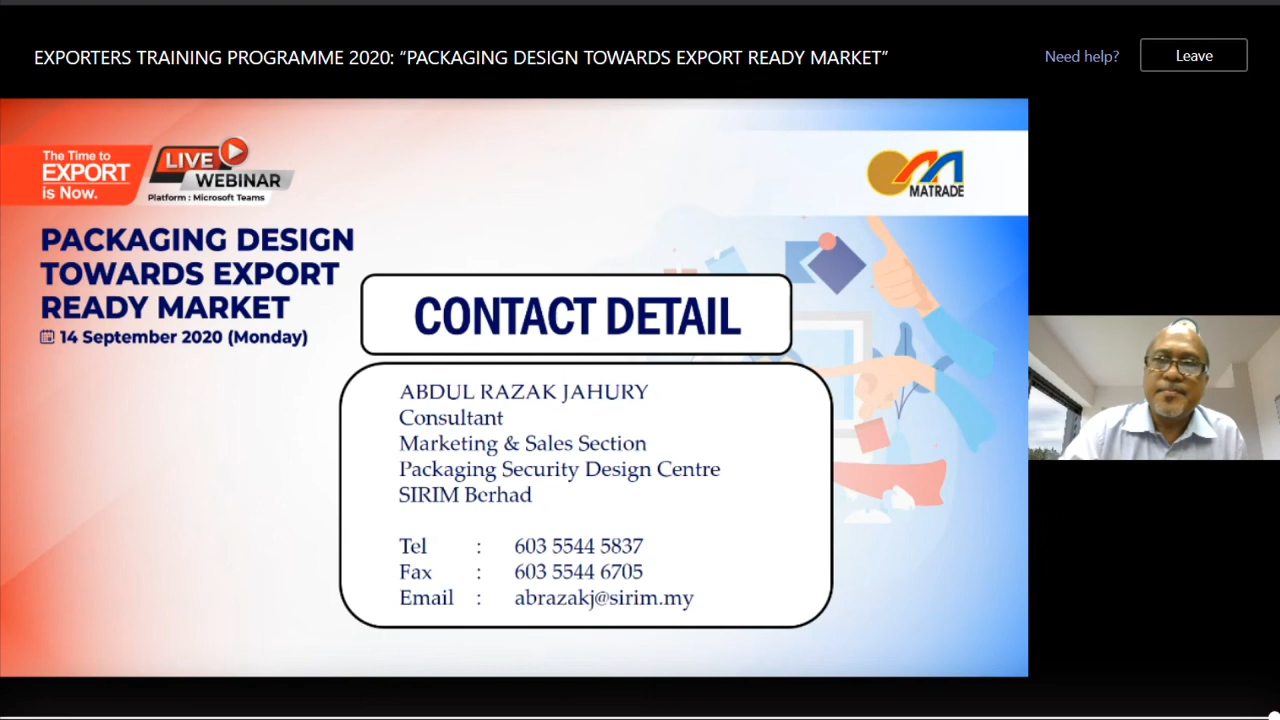 EXPORTERS TRAINING PROGRAMME 2020: “PACKAGING DESIGN TOWARDS EXPORT READY MARKET”
Need help?
Leave
The Time to
EXPORT
is Now.
LIVE
WEBINAR
Platform : Microsoft Teams
MATRADE
PACKAGING DESIGN
TOWARDS EXPORT
READY MARKET
14 September 2020 (Monday)
CONTACT DETAIL
ABDUL RAZAK JAHURY
Consultant
Marketing & Sales Section
Packaging Security Design Centre
SIRIM Berhad
Tel : 603 5544 5837
Fax : 603 5544 6705
Email : abrazakj@sirim.my